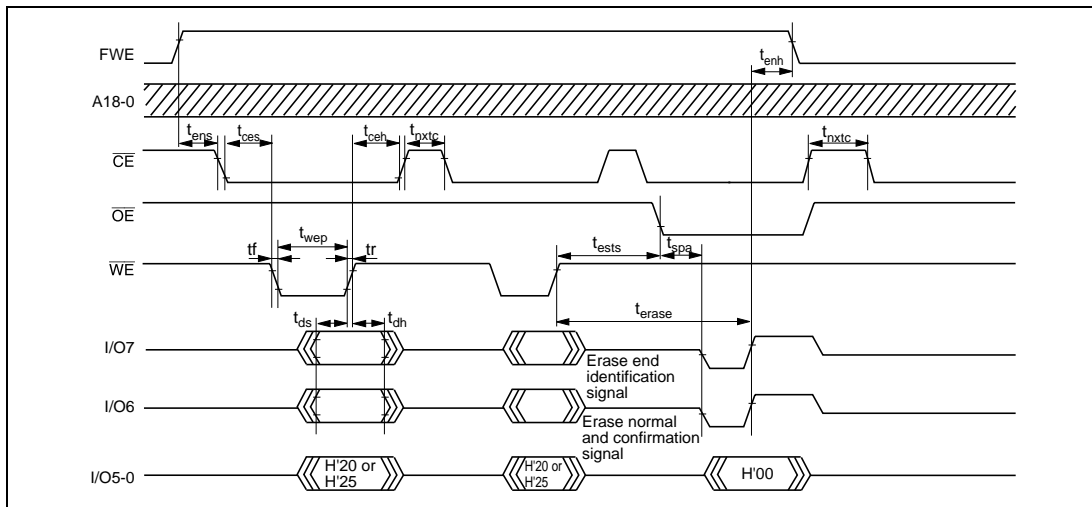 FWE
t_enh
A18-0
t_ens
t_ces
t_ceh
t_nxtc
t_nxtc
CE
OE
t_wep
t_ests
t_spa
tf
tr
WE
t_ds
t_dh
t_erase
I/O7
Erase end
identification
signal
I/O6
Erase normal
and confirmation
signal
I/O5-0
H'20 or
H'25
H'20 or
H'25
H'00